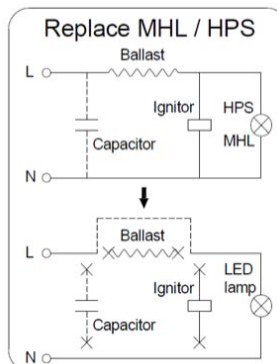 Replace MHL / HPS
Ballast
L
Ignitor
HPS
MHL
Capacitor
N
Ballast
L
Ignitor
LED
lamp
Capacitor
N